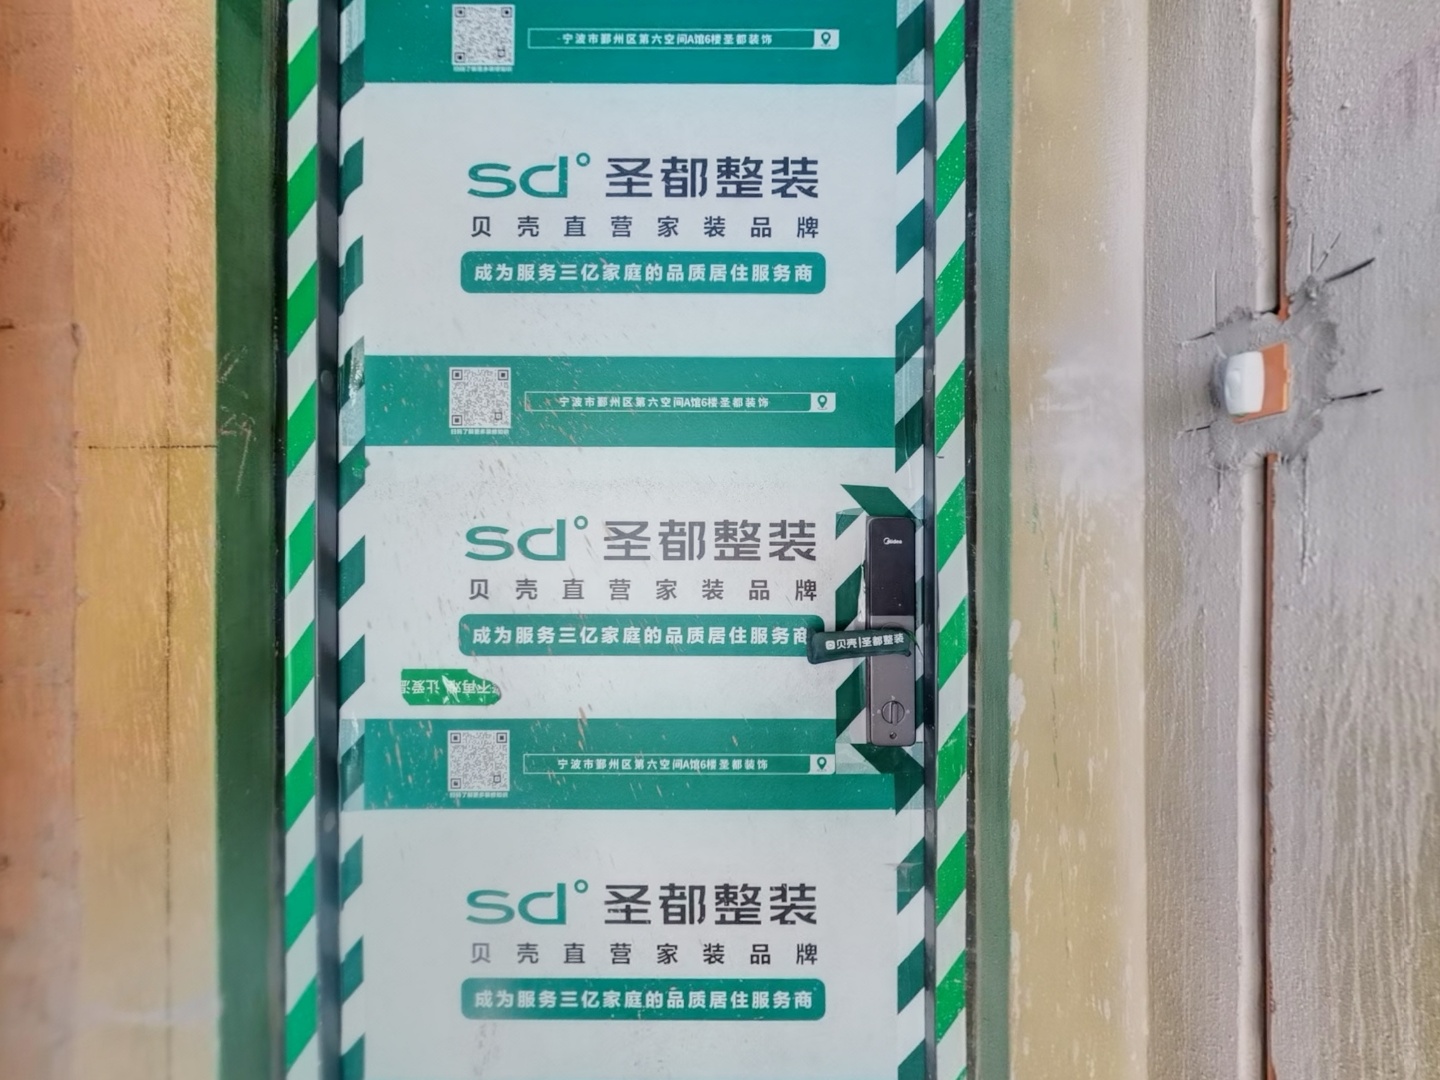 宁波市鄞州区第六空间A馆6楼圣都装饰
sd° 圣都整装
贝壳直营家装品牌
成为服务三亿家庭的品质居住服务商
宁波市鄞州区第六空间A馆6楼圣都装饰
sd° 圣都整装
Midea
贝壳直营家装品牌
成为服务三亿家庭的品质居住服务商
贝壳|圣都整装
宁波市鄞州区第六空间A馆6楼圣都装饰
sd° 圣都整装
贝壳直营家装品牌
成为服务三亿家庭的品质居住服务商